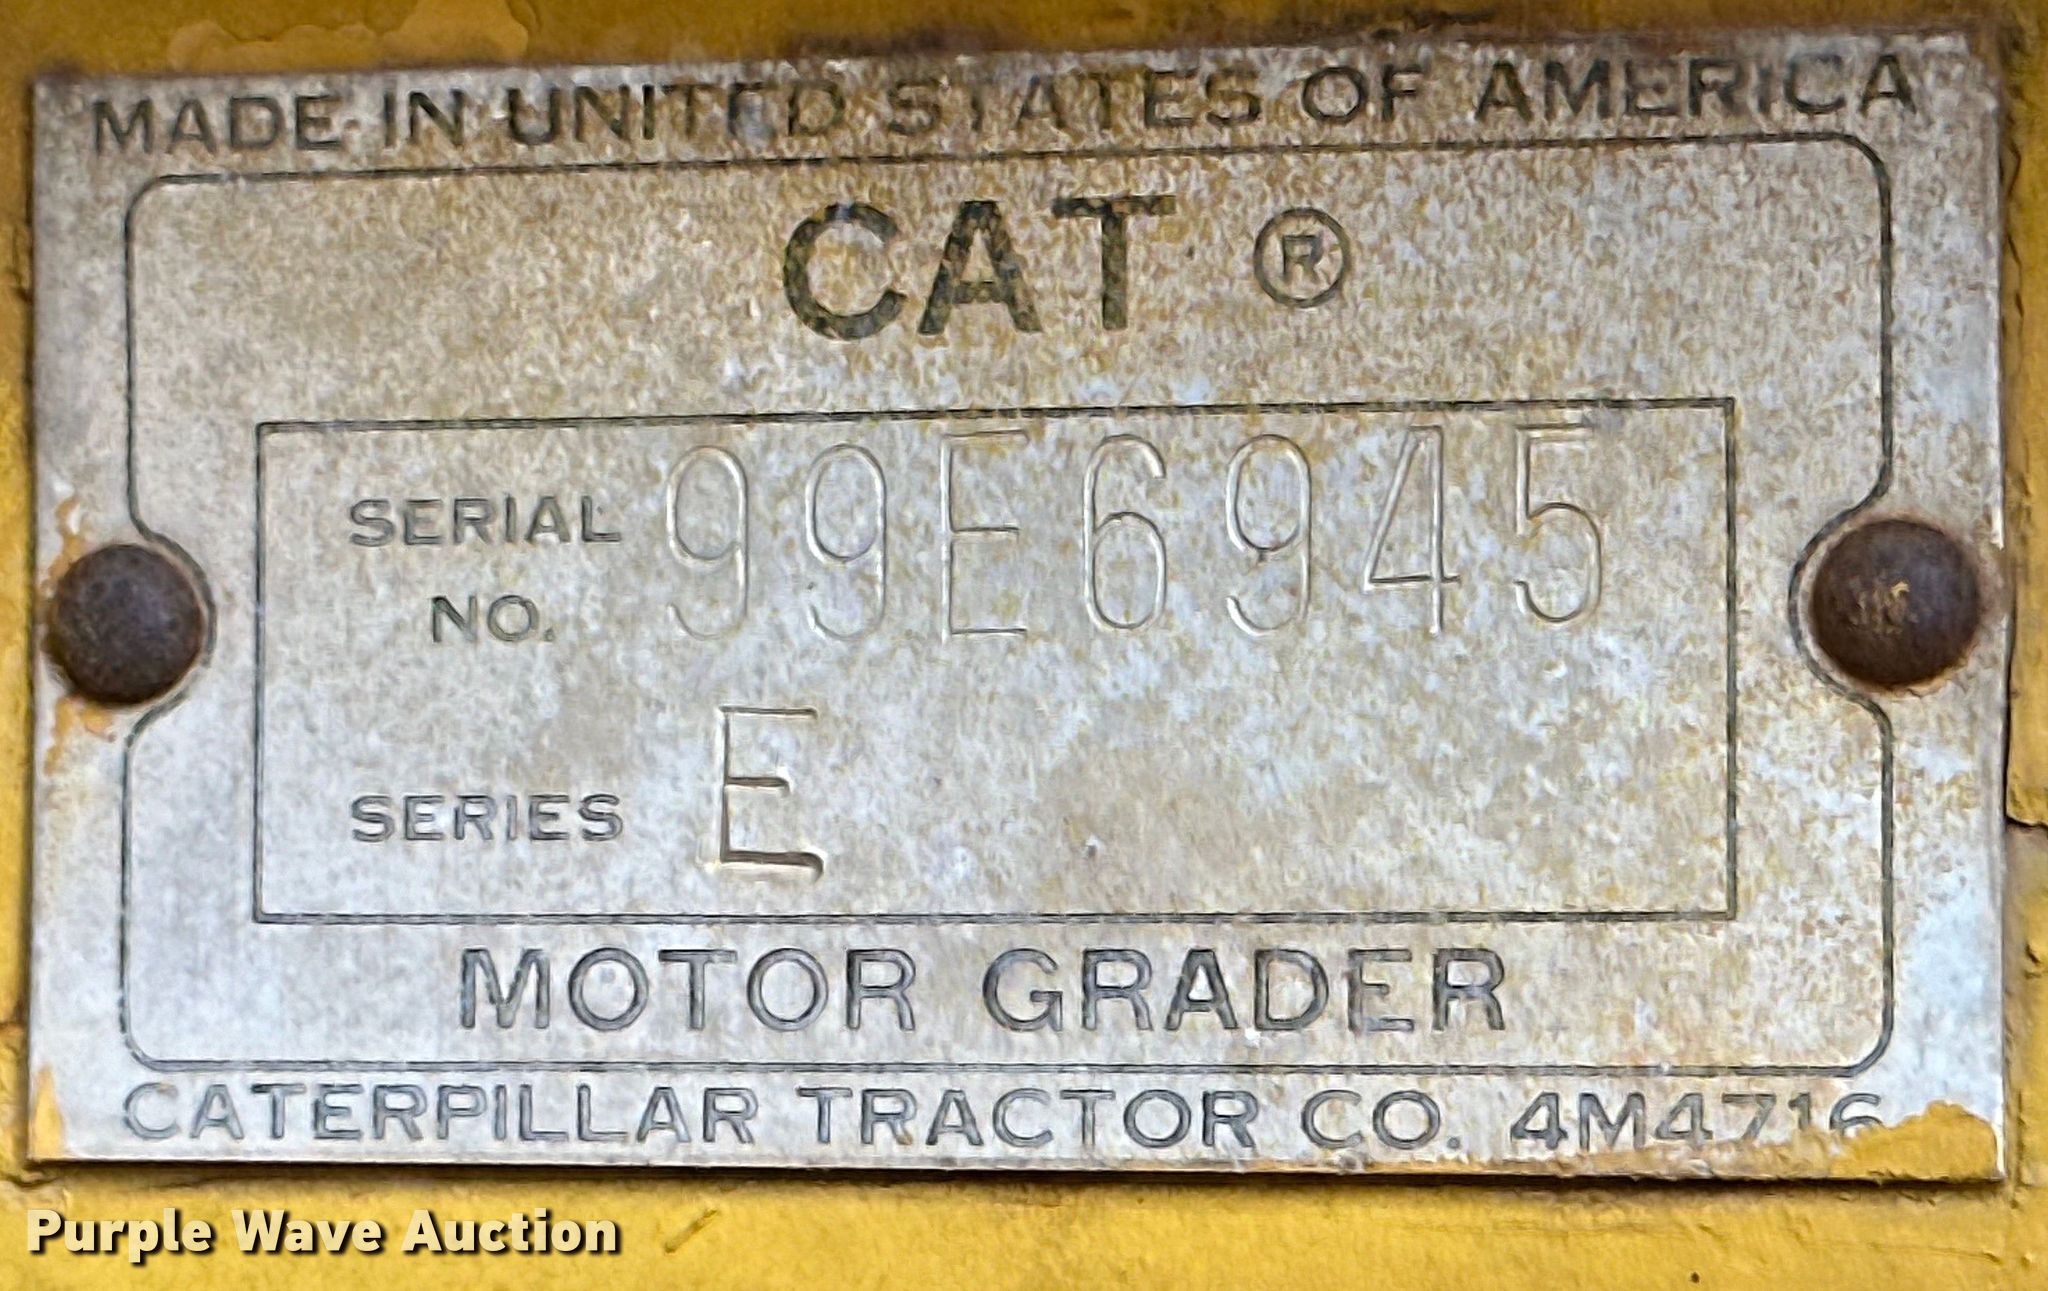 MADE IN UNITED STATES OF AMERICA
CAT ®
SERIAL NO. 99E6945
SERIES E
MOTOR GRADER
CATERPILLAR TRACTOR CO. 4M4716
Purple Wave Auction